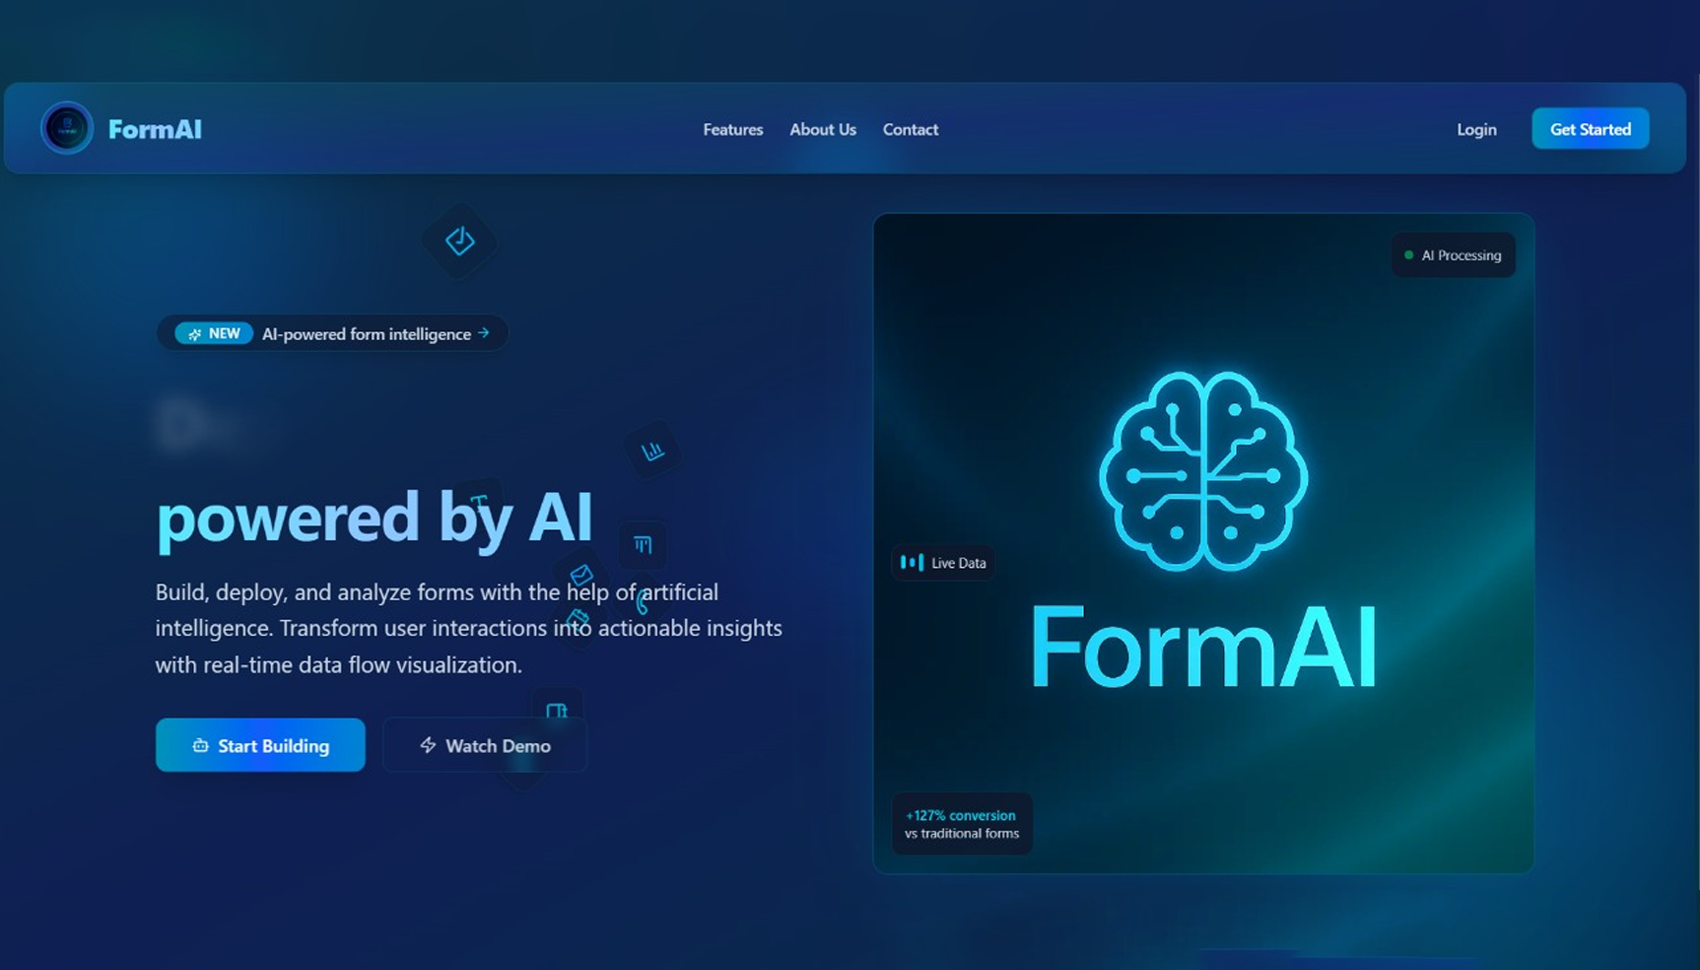 FormAI
Features
About Us
Contact
Login
Get Started
NEW AI-powered form intelligence →
powered by AI
Build, deploy, and analyze forms with the help of artificial
intelligence. Transform user interactions into actionable insights
with real-time data flow visualization.
Start Building
Watch Demo
AI Processing
Live Data
FormAI
+127% conversion
vs traditional forms